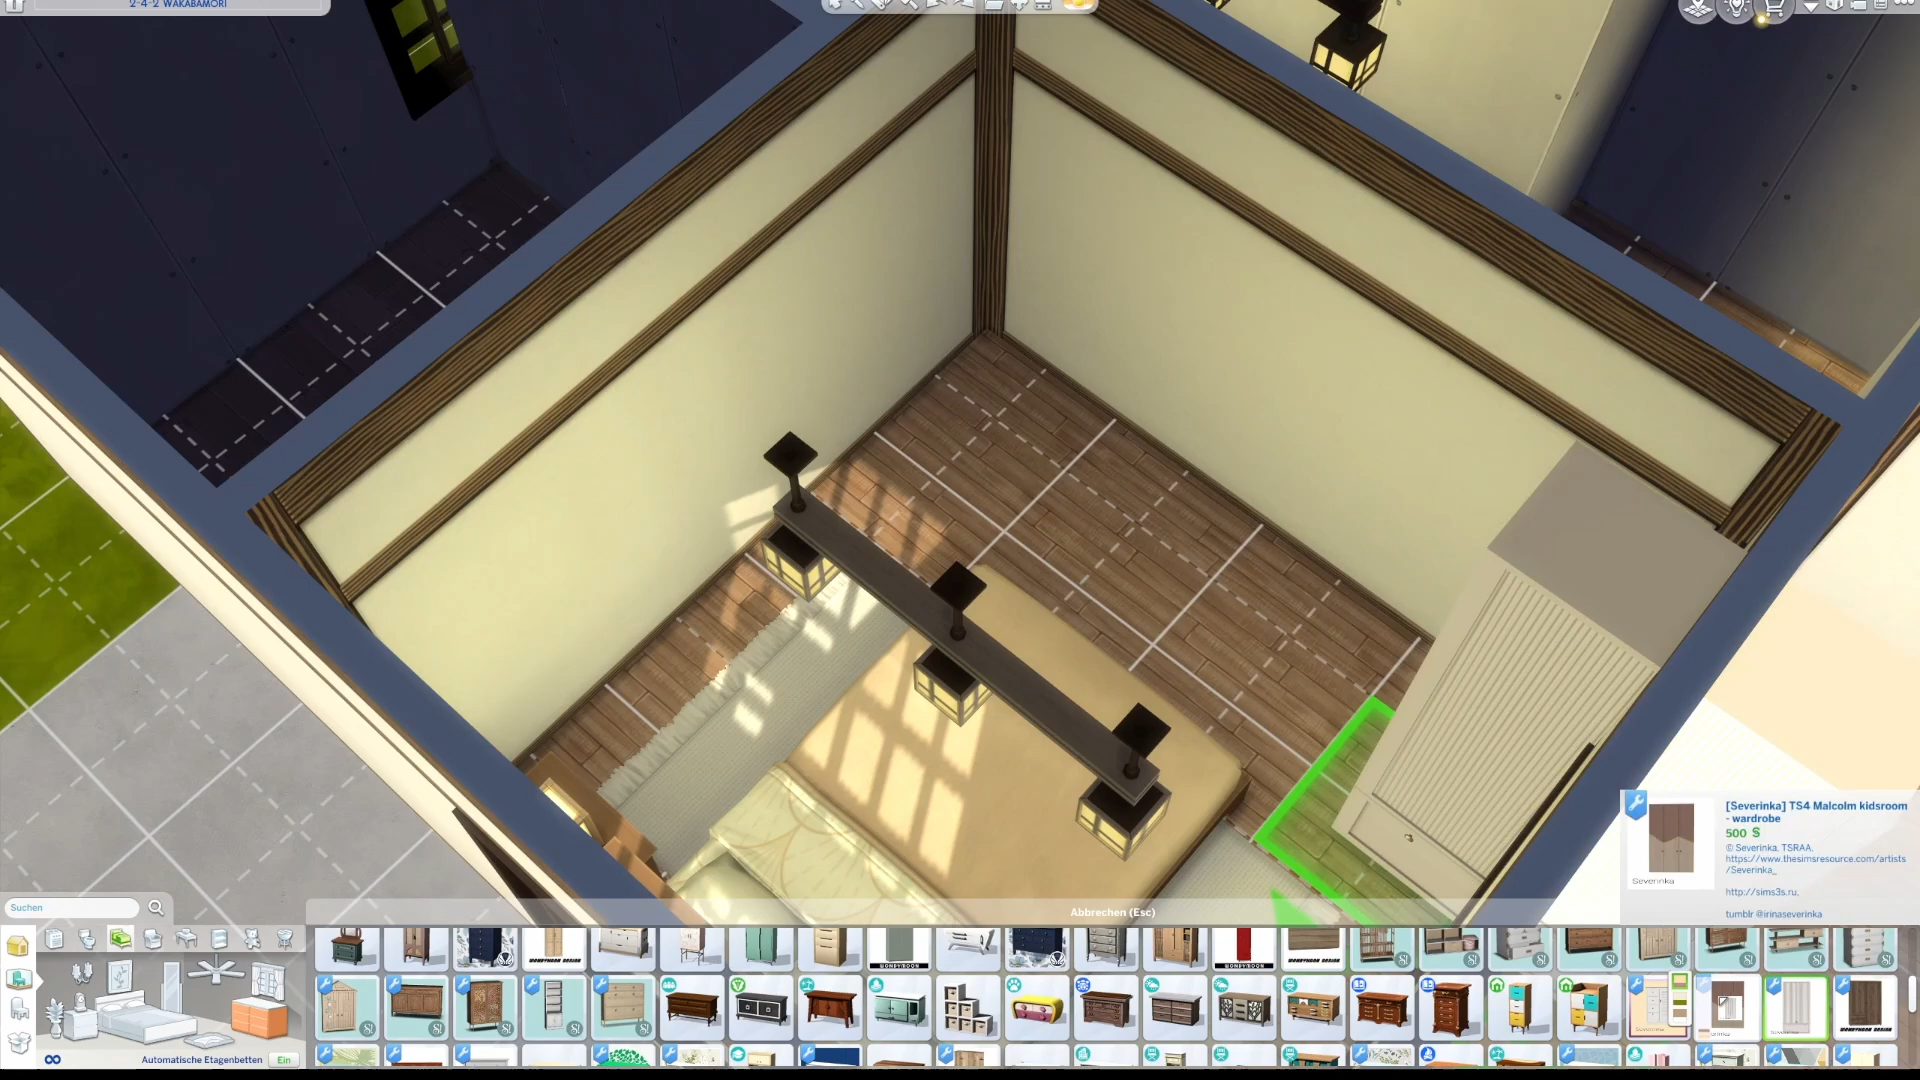 2-4-2 WAKABAMORI
[Severinka] TS4 Malcolm kidsroom
- wardrobe
500 $
© Severinka, TSRAA,
https://www.thesimsresource.com/artists
/Severinka_
http://sims3s.ru,
tumblr @irinaseverinka
Severinka
Suchen
Abbrechen (Esc)
Automatische Etagenbetten
Ein